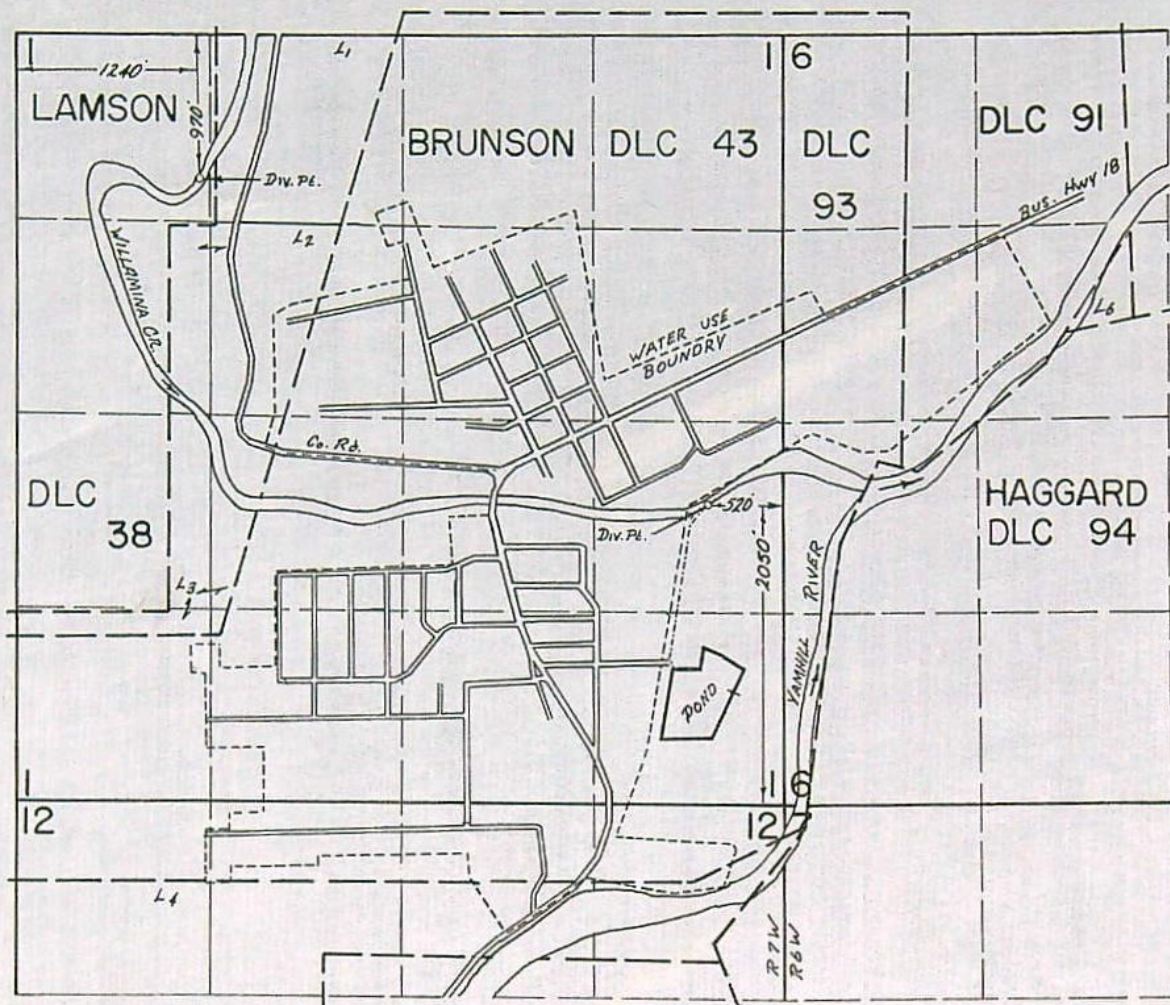 1
L1
1 6
1240'
970'
LAMSON
BRUNSON DLC 43
DLC
93
DLC 91
Div. Pt.
BUS. HWY 18
L2
WILLAMINA CR.
WATER USE
BOUNDRY
L6
Co. Rd.
DLC
38
HAGGARD
DLC 94
520'
Div. Pt.
2050'
YAMHILL RIVER
L3
POND
1 1 6
12 12
L4
R7W
R6W